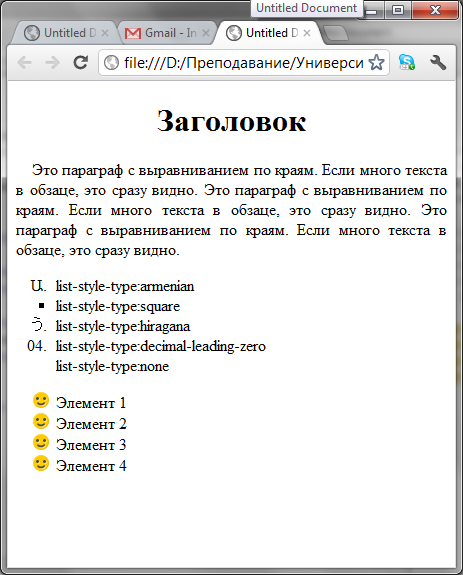 Untitled Document
Untitled D
Gmail - In
Untitled D
file:///D:/Преподавание/Универси
Заголовок
Это параграф с выравниванием по краям. Если много текста
в обзаце, это сразу видно. Это параграф с выравниванием по
краям. Если много текста в обзаце, это сразу видно. Это
параграф с выравниванием по краям. Если много текста в
обзаце, это сразу видно.
Ա. list-style-type:armenian
▪ list-style-type:square
う. list-style-type:hiragana
04. list-style-type:decimal-leading-zero
list-style-type:none
Элемент 1
Элемент 2
Элемент 3
Элемент 4